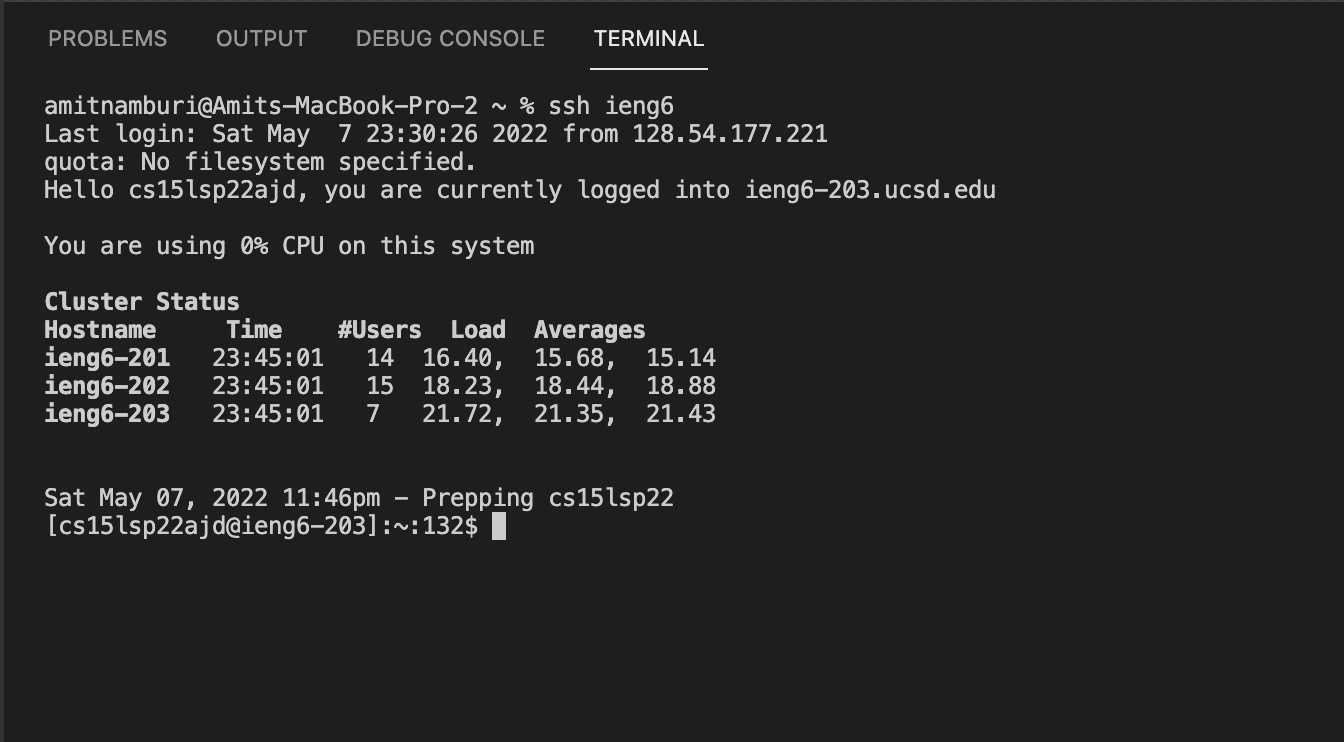 PROBLEMS OUTPUT DEBUG CONSOLE TERMINAL
amitnamburi@Amits-MacBook-Pro-2 ~ % ssh ieng6
Last login: Sat May  7 23:30:26 2022 from 128.54.177.221
quota: No filesystem specified.
Hello cs15lsp22ajd, you are currently logged into ieng6-203.ucsd.edu
You are using 0% CPU on this system
Cluster Status
Hostname     Time    #Users  Load  Averages
ieng6-201   23:45:01   14  16.40,  15.68,  15.14
ieng6-202   23:45:01   15  18.23,  18.44,  18.88
ieng6-203   23:45:01   7   21.72,  21.35,  21.43
Sat May 07, 2022 11:46pm - Prepping cs15lsp22
[cs15lsp22ajd@ieng6-203]:~:132$